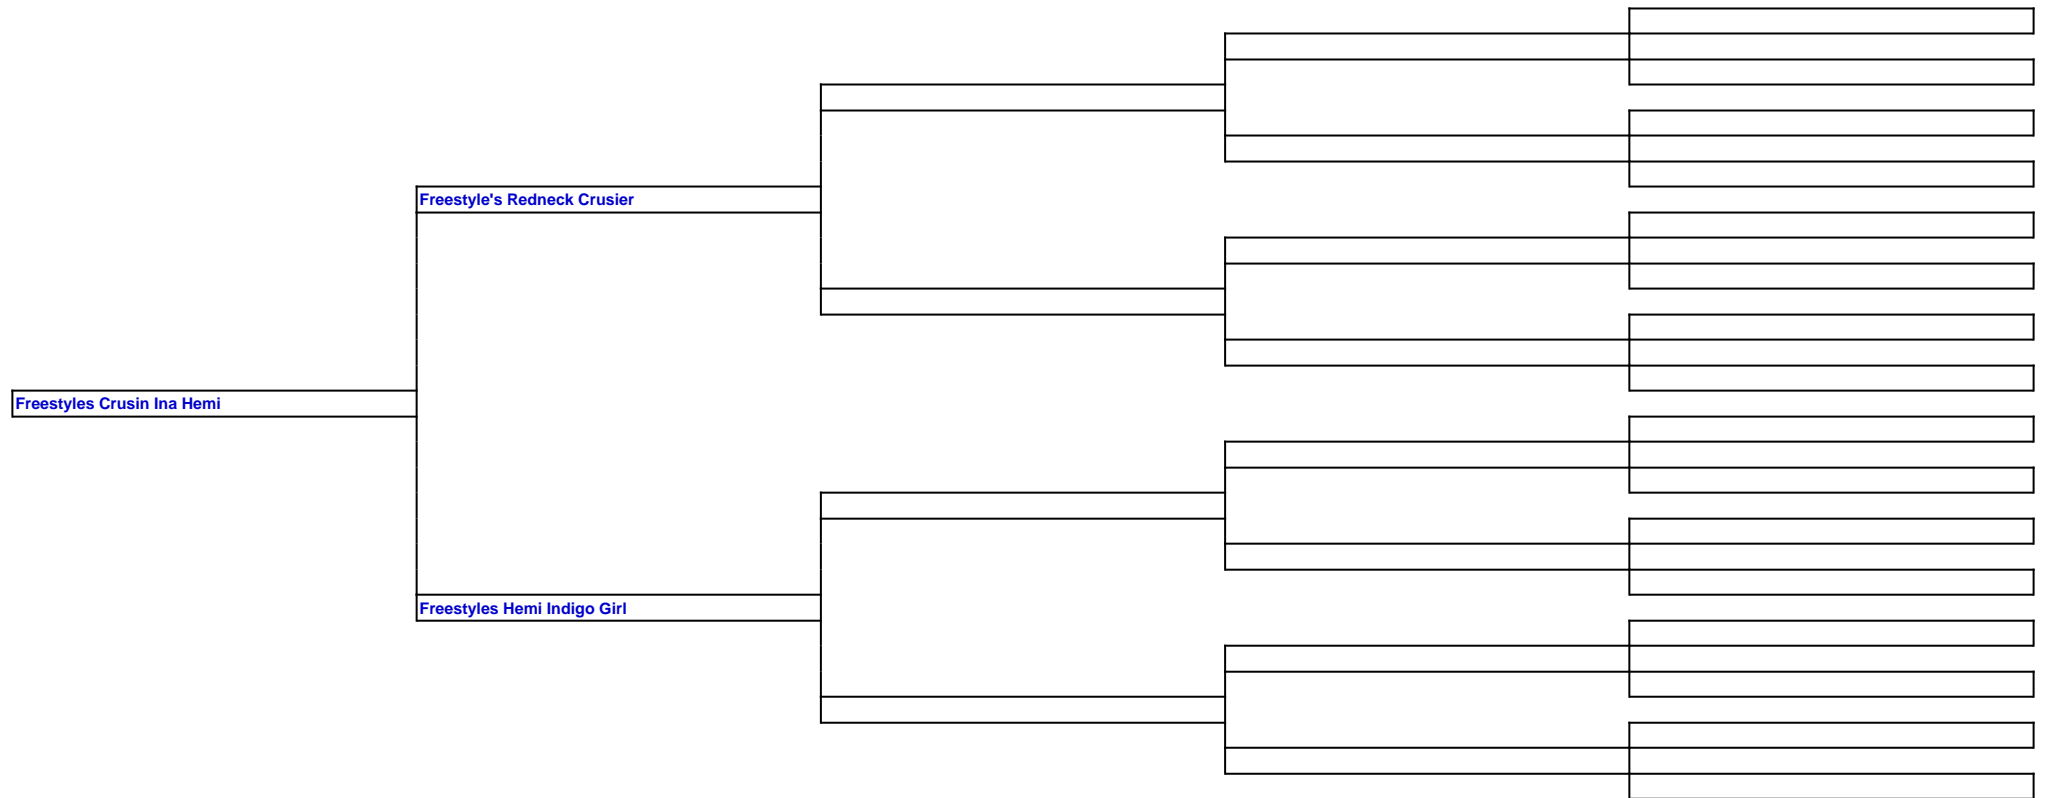 Freestyle's Redneck Crusier
Freestyles Crusin Ina Hemi
Freestyles Hemi Indigo Girl